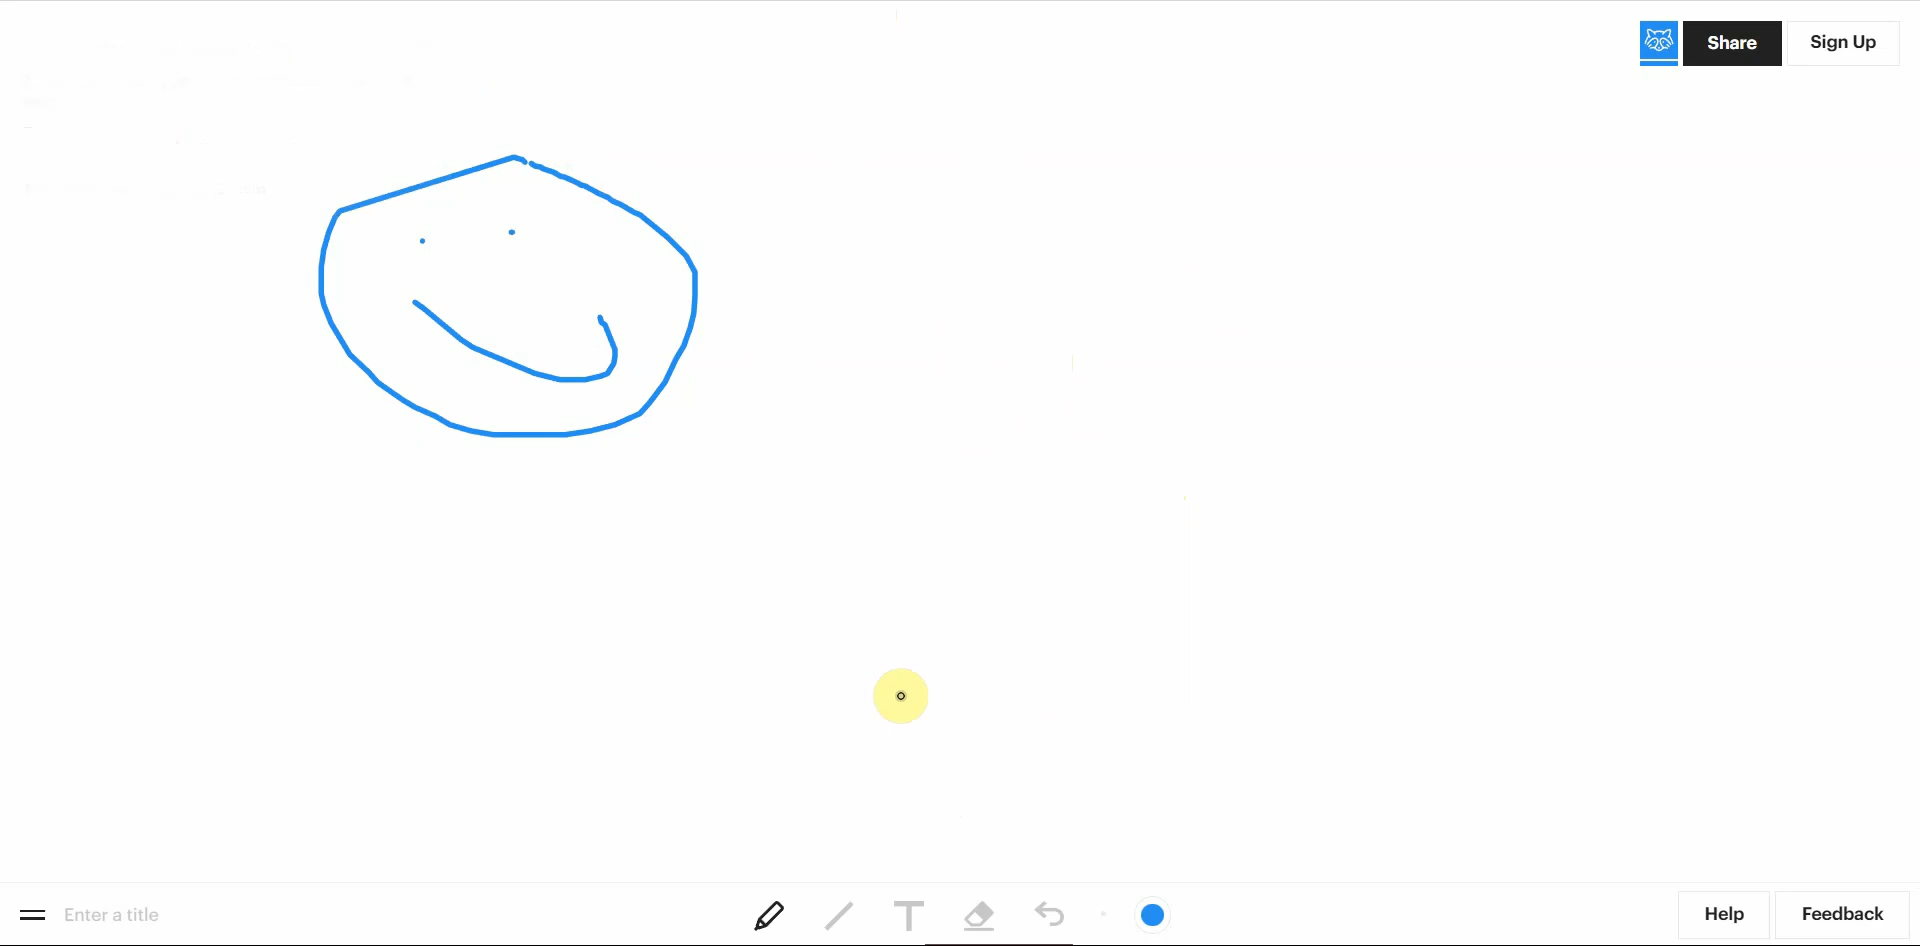 Share
Sign Up
Enter a title
T
Help
Feedback